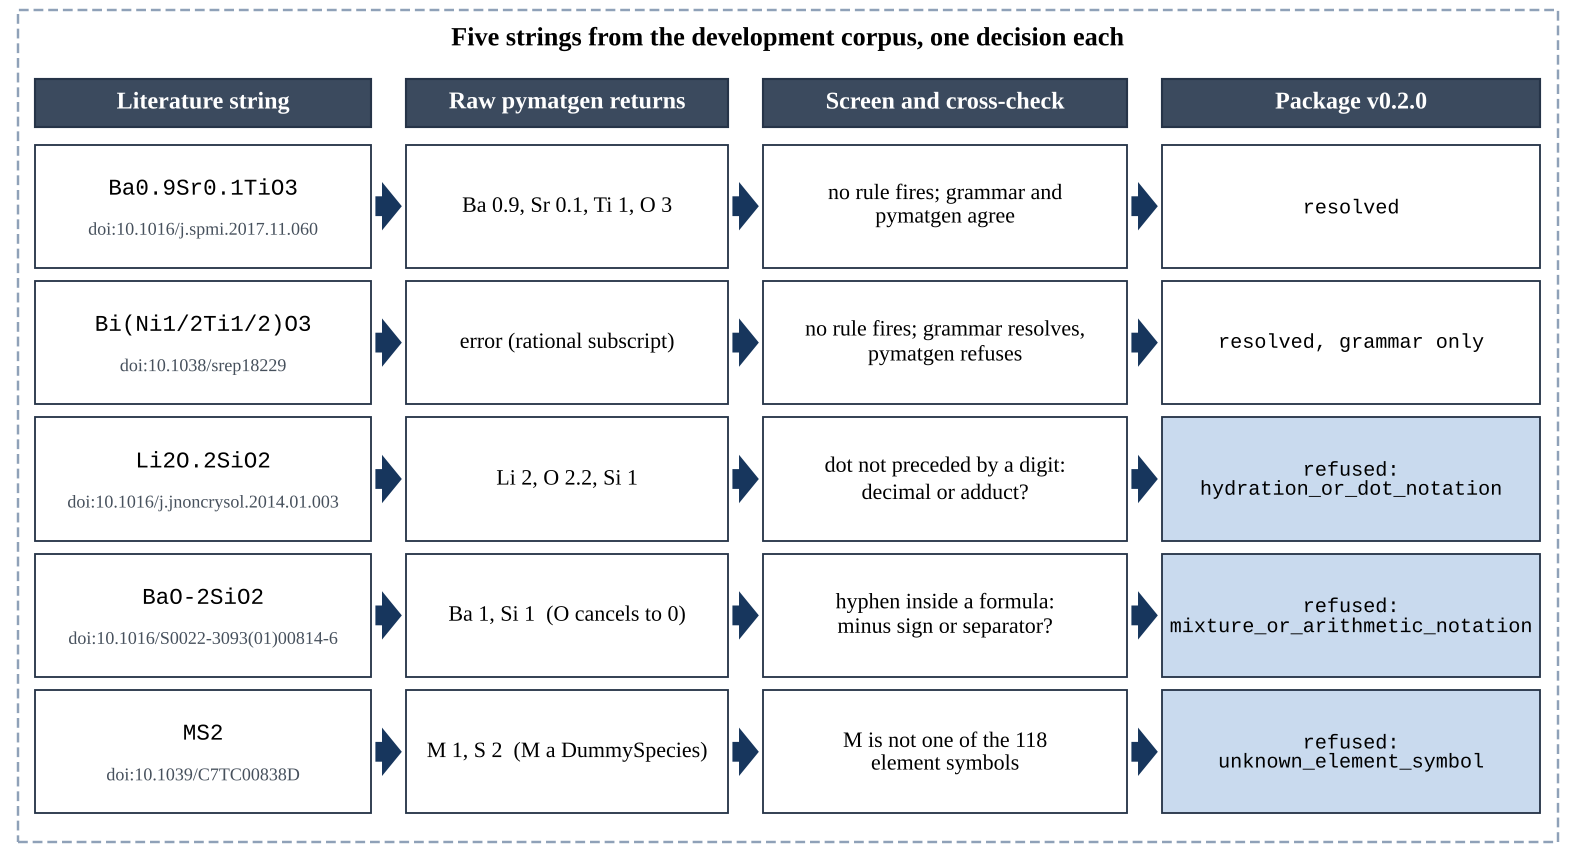 Five strings from the development corpus, one decision each
Literature string
Raw pymatgen returns
Screen and cross-check
Package v0.2.0
Ba0.9Sr0.1TiO3
doi:10.1016/j.spmi.2017.11.060
Ba 0.9, Sr 0.1, Ti 1, O 3
no rule fires; grammar and
pymatgen agree
resolved
Bi(Ni1/2Ti1/2)O3
doi:10.1038/srep18229
error (rational subscript)
no rule fires; grammar resolves,
pymatgen refuses
resolved, grammar only
Li2O.2SiO2
doi:10.1016/j.jnoncrysol.2014.01.003
Li 2, O 2.2, Si 1
dot not preceded by a digit:
decimal or adduct?
refused:
hydration_or_dot_notation
BaO-2SiO2
doi:10.1016/S0022-3093(01)00814-6
Ba 1, Si 1 (O cancels to 0)
hyphen inside a formula:
minus sign or separator?
refused:
mixture_or_arithmetic_notation
MS2
doi:10.1039/C7TC00838D
M 1, S 2 (M a DummySpecies)
M is not one of the 118
element symbols
refused:
unknown_element_symbol